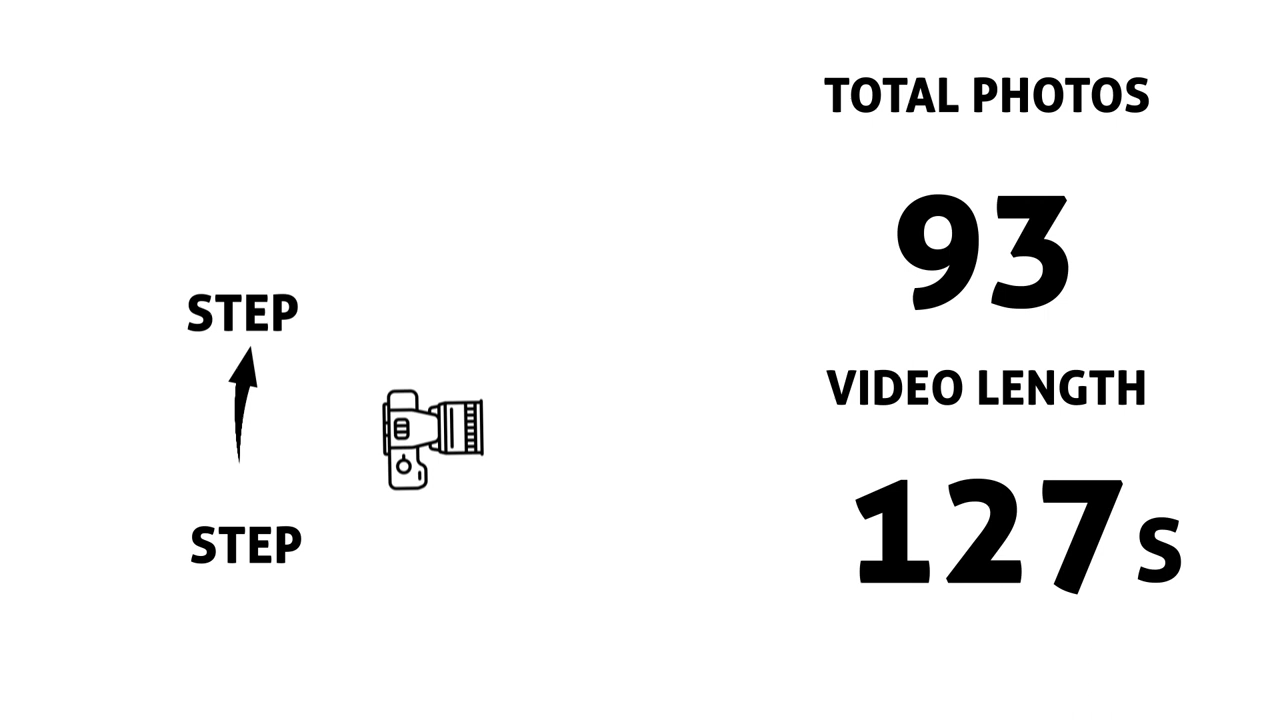 STEP
STEP
TOTAL PHOTOS
93
VIDEO LENGTH
127s